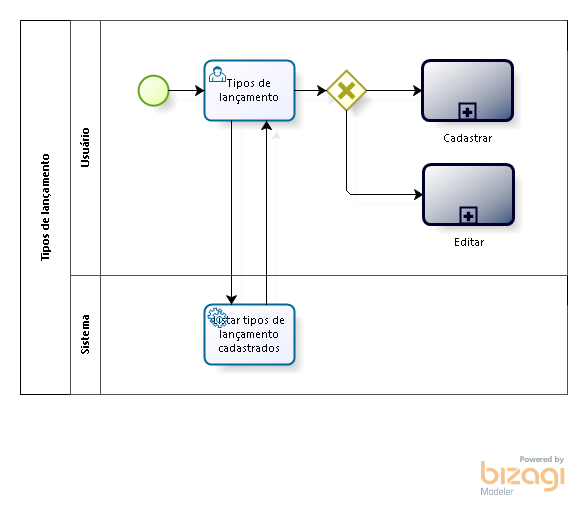 Tipos de lançamento
Usuário
Tipos de
lançamento
Cadastrar
Editar
Sistema
Listar tipos de
lançamento
cadastrados
Powered by
bizagi
Modeler